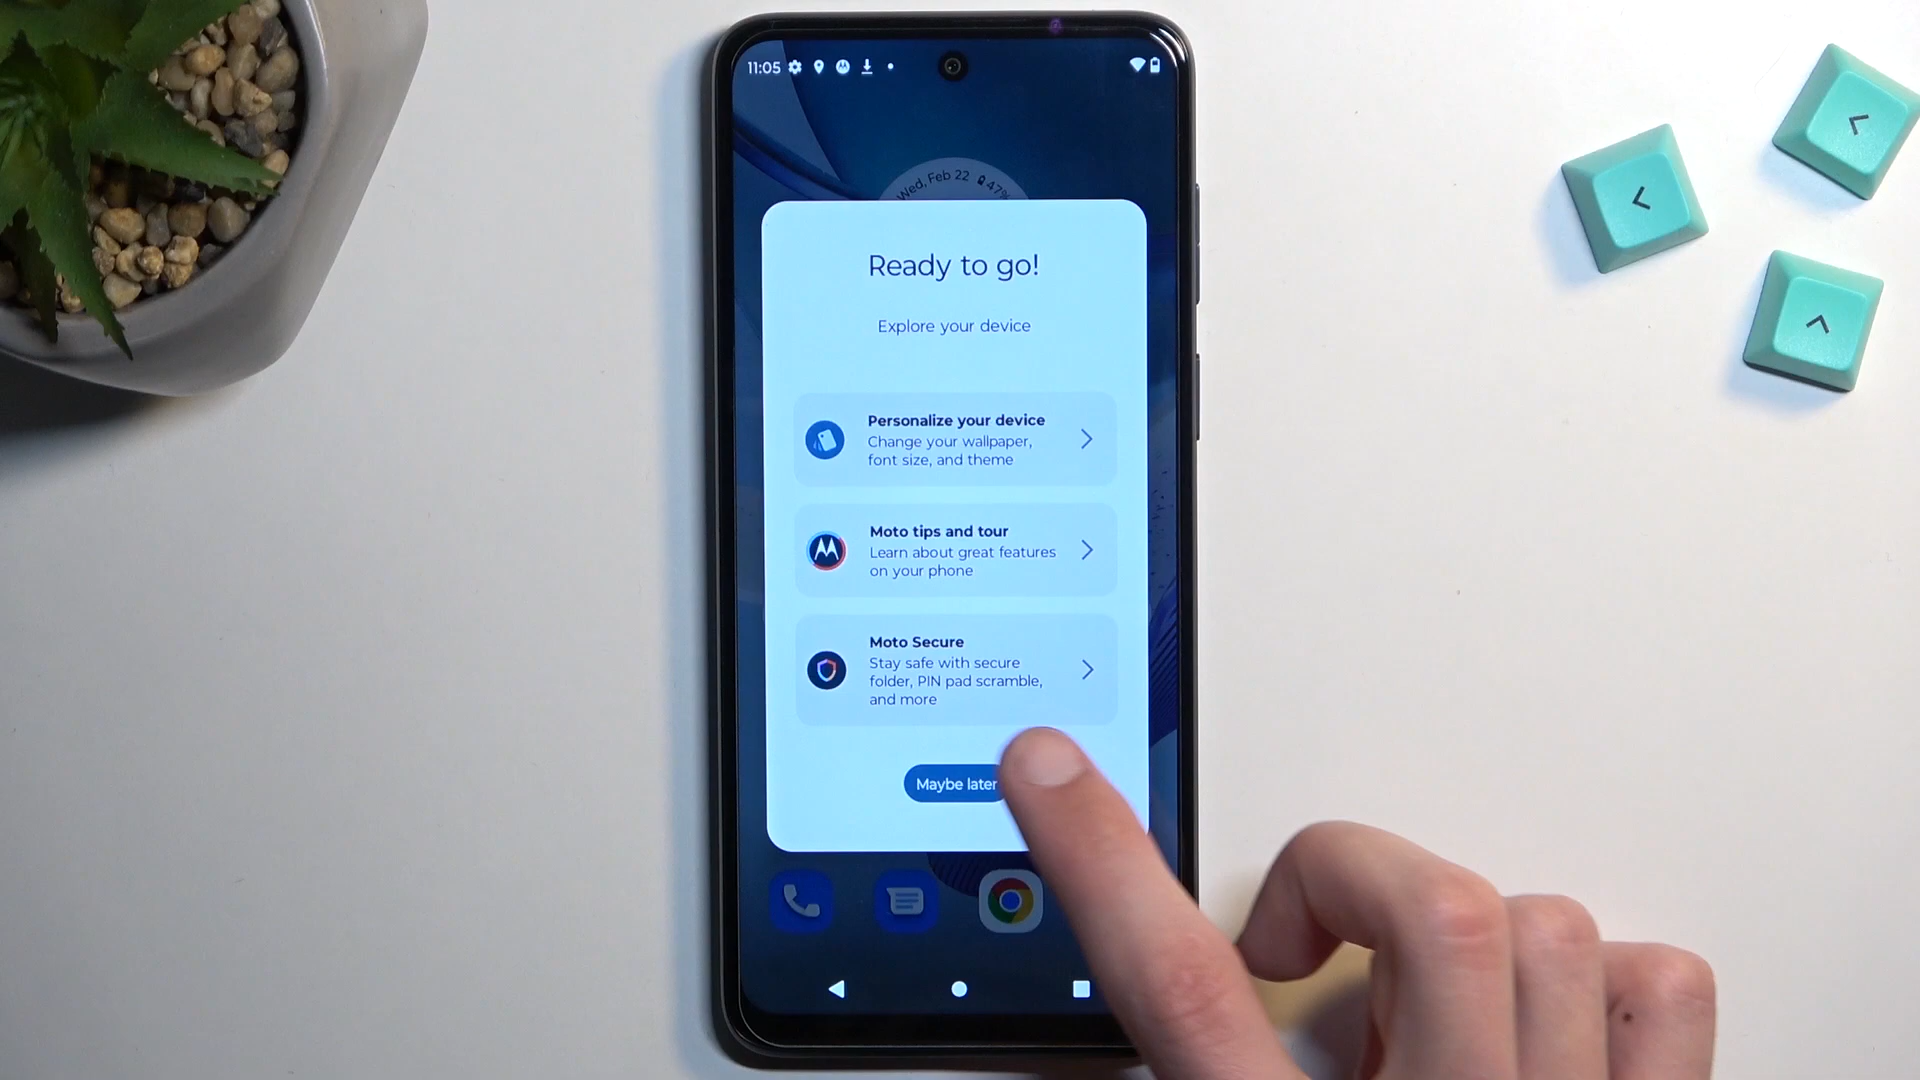 11:05
Wed, Feb 22 47%
Ready to go!
Explore your device
Personalize your device
Change your wallpaper,
font size, and theme
Moto tips and tour
Learn about great features
on your phone
Moto Secure
Stay safe with secure
folder, PIN pad scramble,
and more
Maybe later